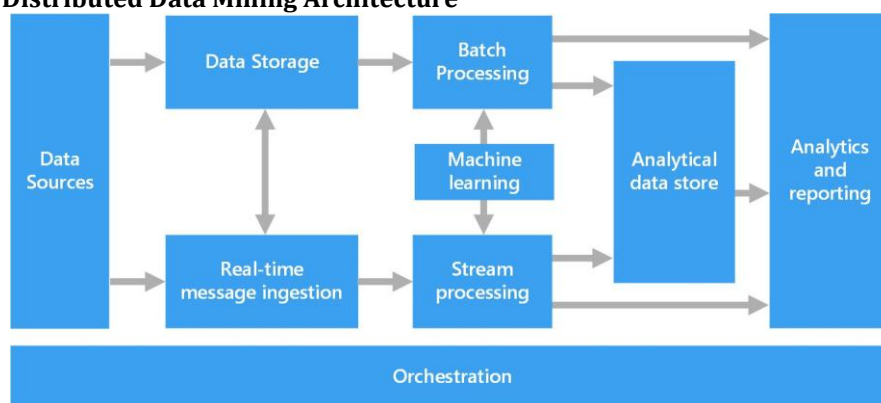 Distributed Data Mining Architecture
Data Storage
Batch
Processing
Data
Sources
Machine
learning
Analytical
data store
Analytics
and
reporting
Real-time
message ingestion
Stream
processing
Orchestration